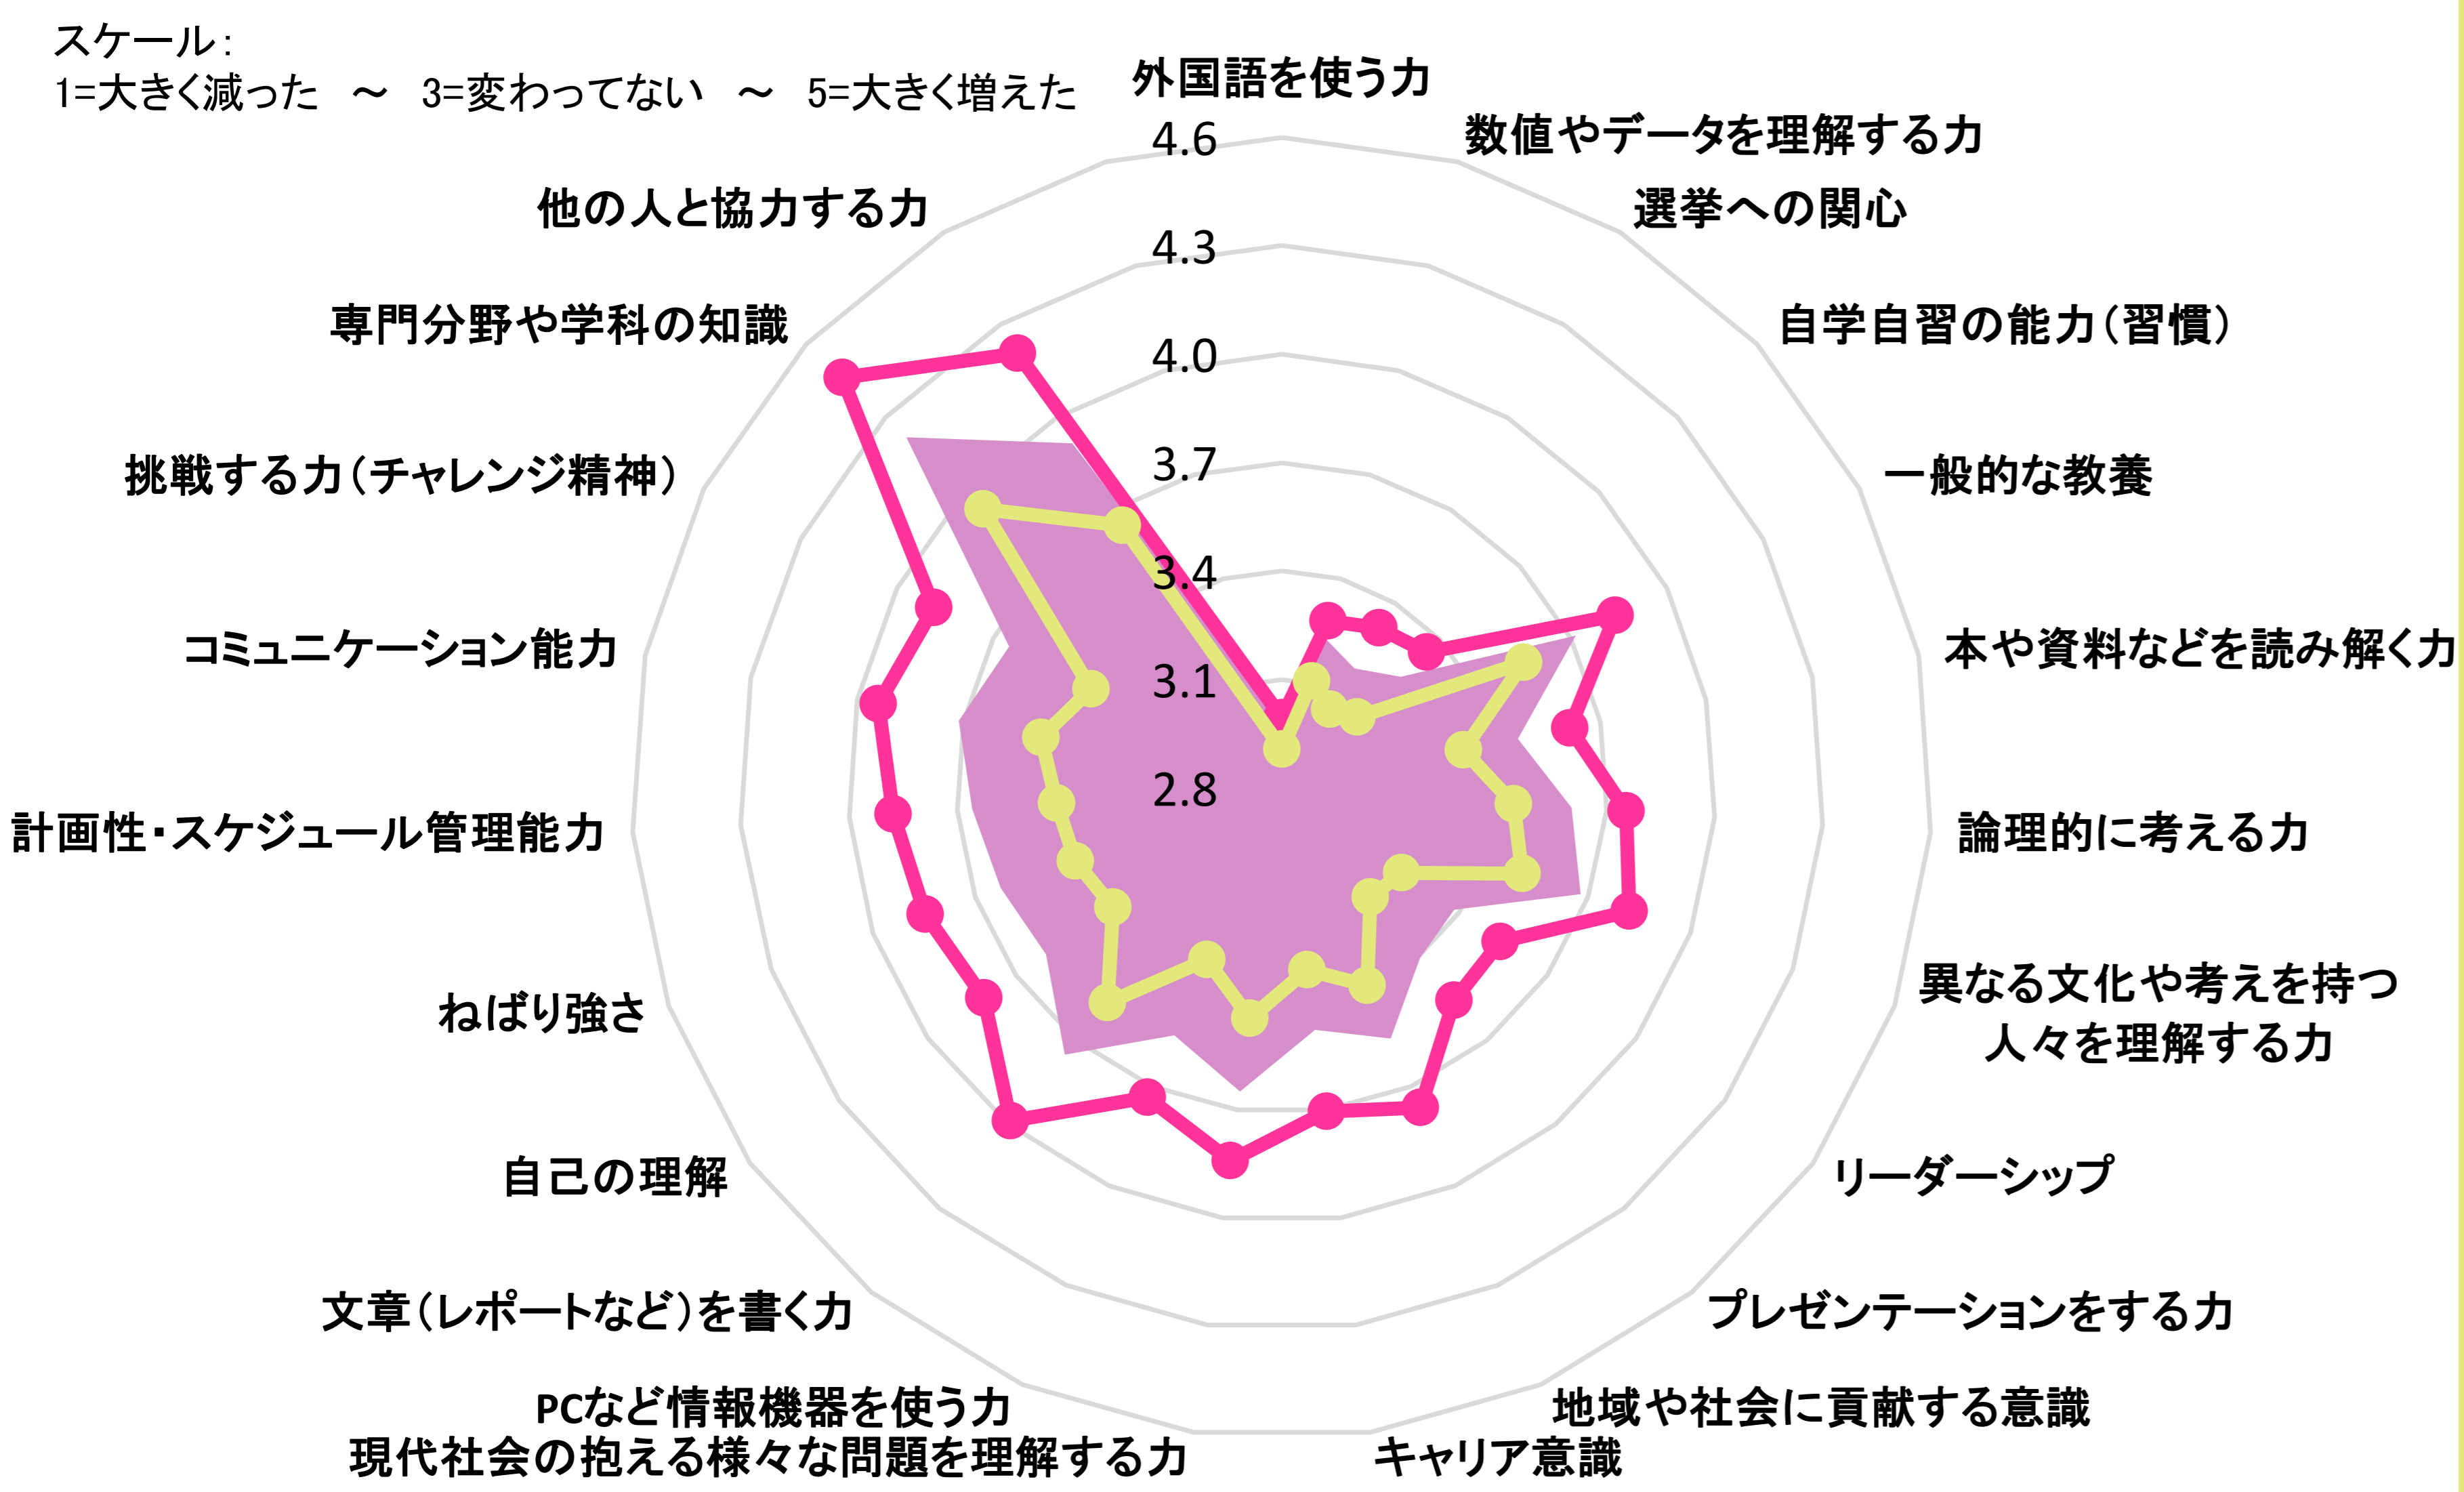 スケール：
1=大きく減った　～　3=変わってない　～　5=大きく増えた
外国語を使う力
数値やデータを理解する力
選挙への関心
自学自習の能力（習慣）
一般的な教養
本や資料などを読み解く力
論理的に考える力
異なる文化や考えを持つ
人々を理解する力
リーダーシップ
プレゼンテーションをする力
地域や社会に貢献する意識
キャリア意識
現代社会の抱える様々な問題を理解する力
PCなど情報機器を使う力
文章（レポートなど）を書く力
自己の理解
ねばり強さ
計画性・スケジュール管理能力
コミュニケーション能力
挑戦する力（チャレンジ精神）
専門分野や学科の知識
他の人と協力する力
4.6
4.3
4.0
3.7
3.4
3.1
2.8